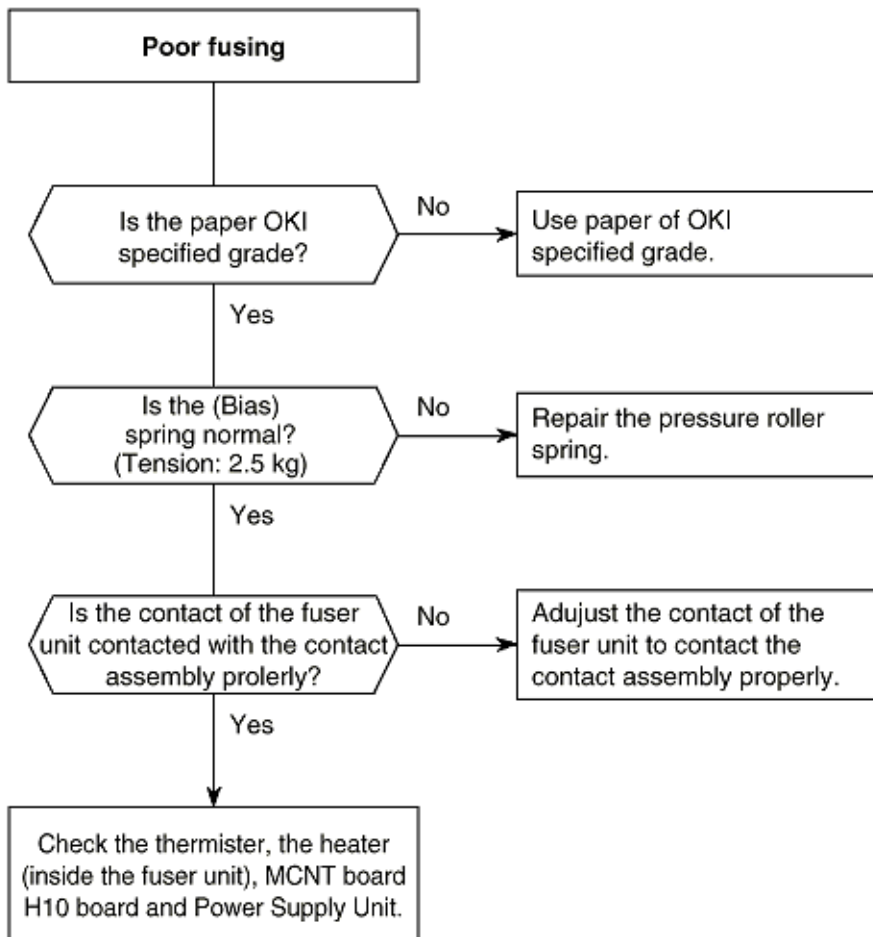 Poor fusing
Is the paper OKI
specified grade?
No
Use paper of OKI
specified grade.
Yes
Is the (Bias)
spring normal?
(Tension: 2.5 kg)
No
Repair the pressure roller
spring.
Yes
Is the contact of the fuser
unit contacted with the contact
assembly prolerly?
No
Adujust the contact of the
fuser unit to contact the
contact assembly properly.
Yes
Check the thermister, the heater
(inside the fuser unit), MCNT board
H10 board and Power Supply Unit.